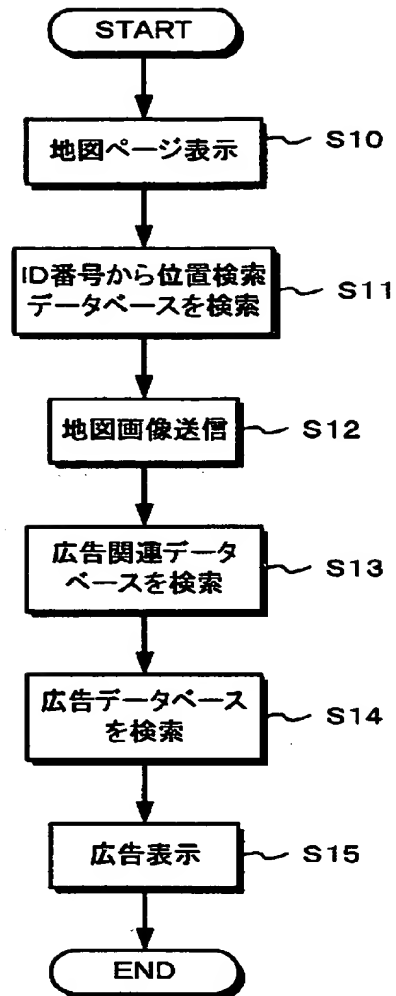 START
地図ページ表示
S10
ID番号から位置検索
データベースを検索
S11
地図画像送信
S12
広告関連データ
ベースを検索
S13
広告データベース
を検索
S14
広告表示
S15
END